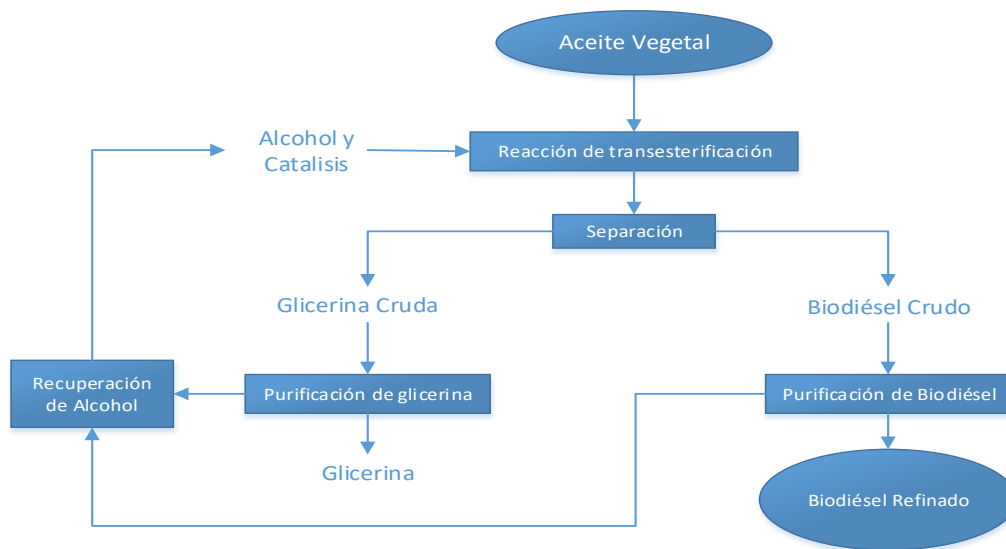 Aceite Vegetal
Alcohol y
Catalisis
Reacción de transesterificación
Separación
Glicerina Cruda
Biodiésel Crudo
Recuperación
de Alcohol
Purificación de glicerina
Purificación de Biodiésel
Glicerina
Biodiésel Refinado